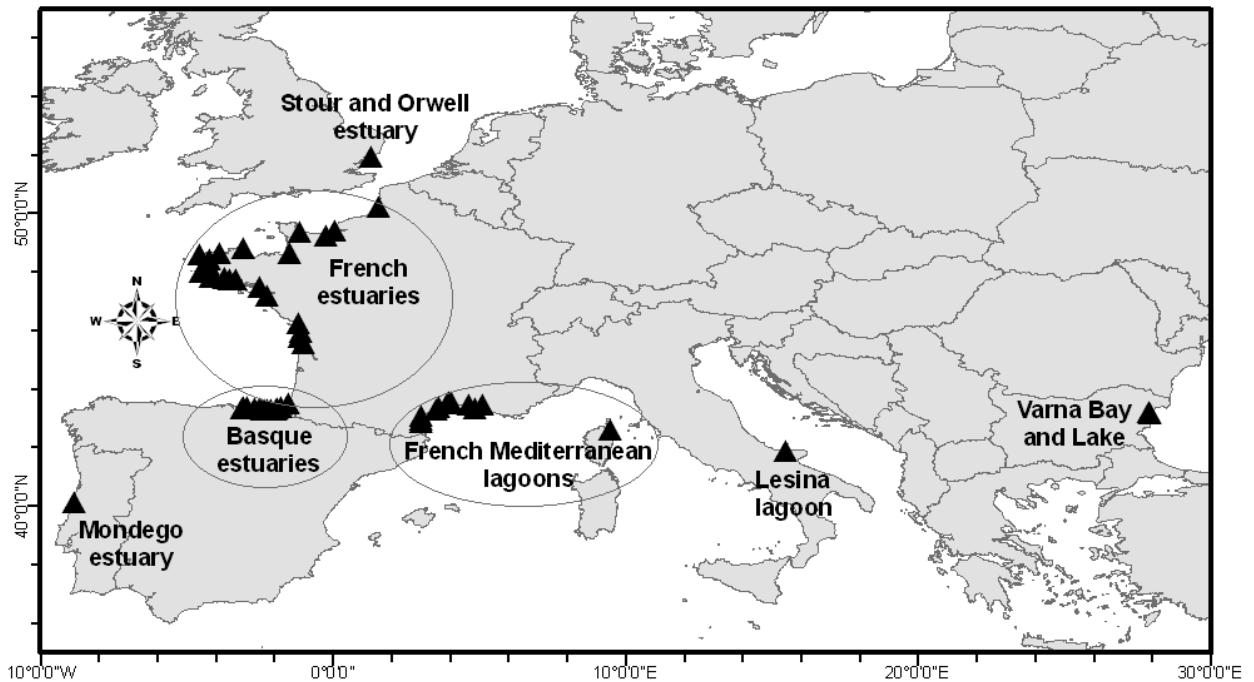 Stour and Orwell
estuary
50°0'0"N
French
estuaries
N
W E
S
Basque
estuaries
French Mediterranean
lagoons
Varna Bay
and Lake
Lesina
lagoon
40°0'0"N
Mondego
estuary
10°0'0"W 0°0'0" 10°0'0"E 20°0'0"E 30°0'0"E